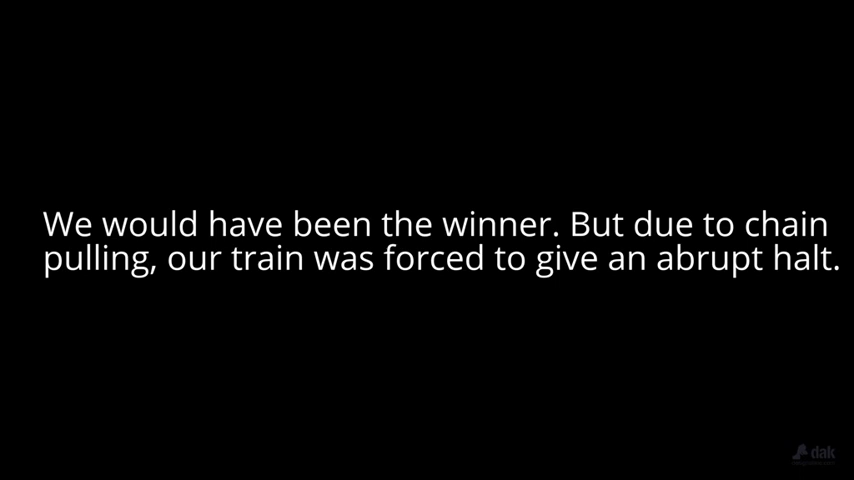 We would have been the winner. But due to chain
pulling, our train was forced to give an abrupt halt.
dak